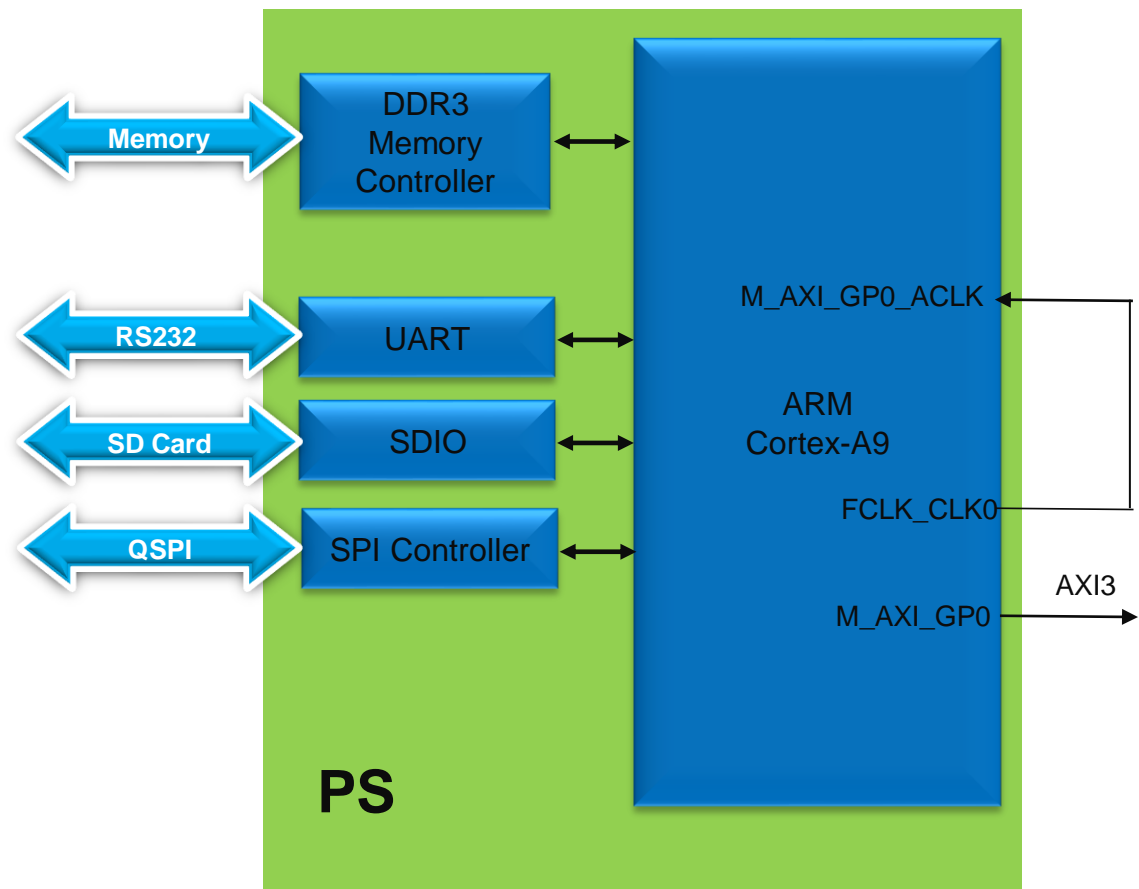 Memory
DDR3
Memory
Controller
M_AXI_GP0_ACLK
RS232
UART
ARM
Cortex-A9
SD Card
SDIO
FCLK_CLK0
QSPI
SPI Controller
AXI3
M_AXI_GP0
PS